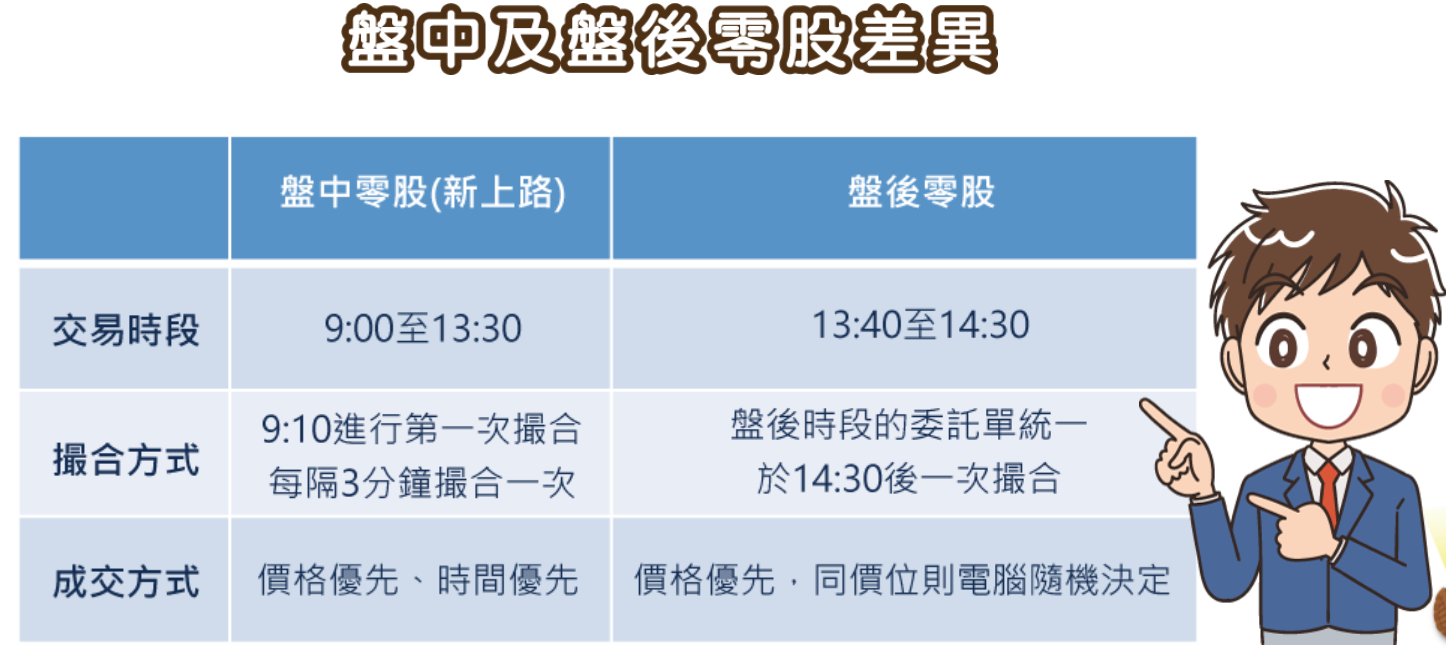 盤中及盤後零股差異
盤中零股(新上路)
盤後零股
交易時段
9:00至13:30
13:40至14:30
撮合方式
9:10進行第一次撮合
每隔3分鐘撮合一次
盤後時段的委託單統一
於14:30後一次撮合
成交方式
價格優先、時間優先
價格優先，同價位則電腦隨機決定